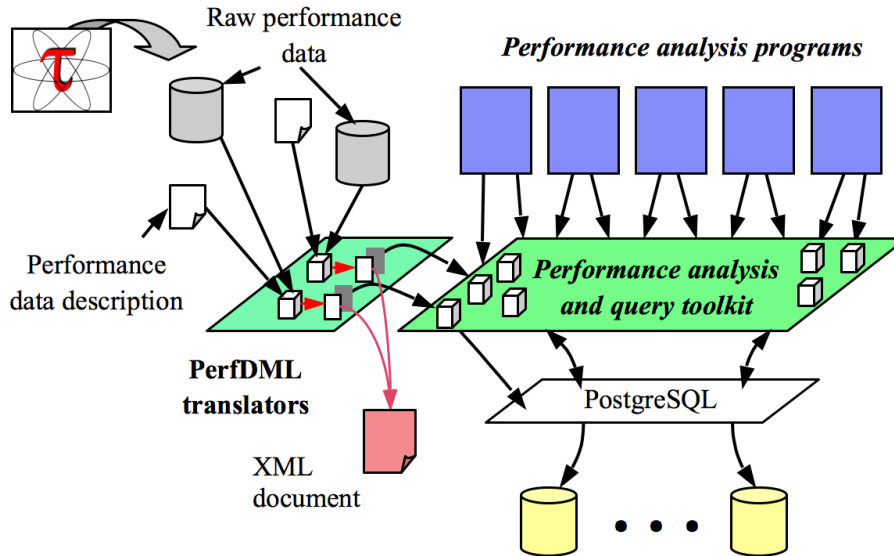 Raw performance
data
Performance analysis programs
τ
Performance
data description
Performance analysis
and query toolkit
PerfDML
translators
PostgreSQL
XML
document